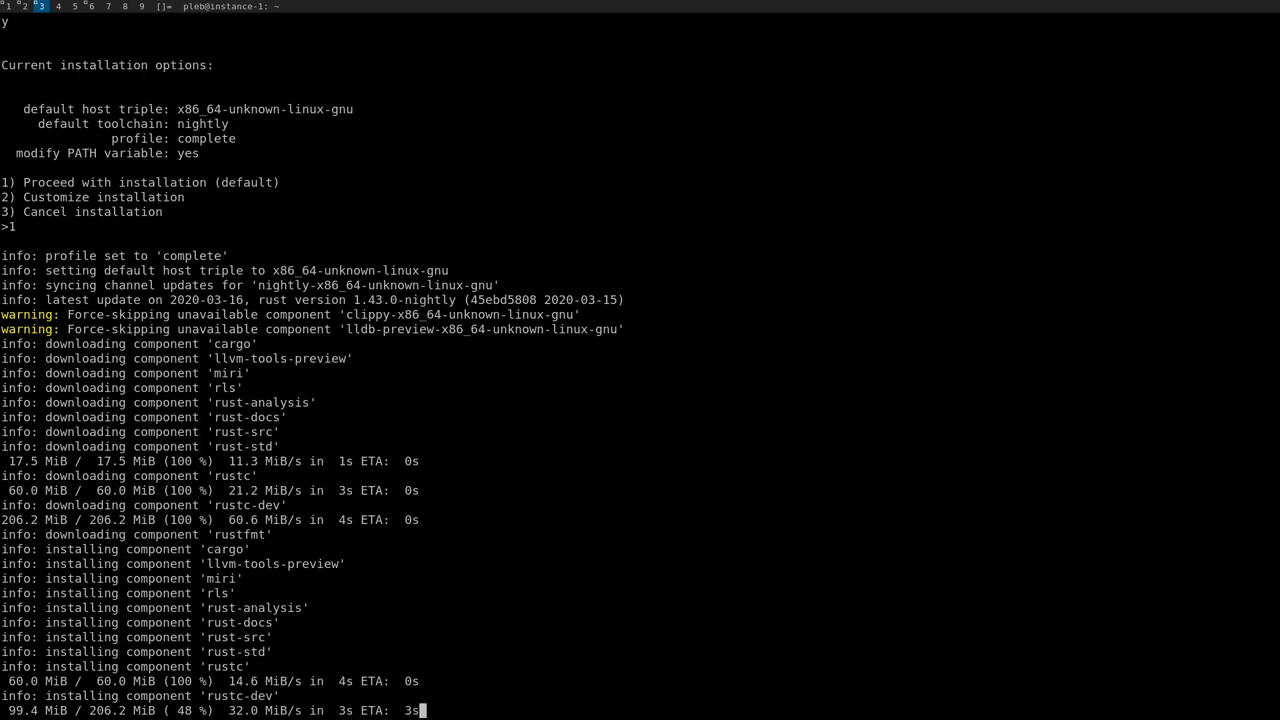 1 2 3 4 5 6 7 8 9 []= pleb@instance-1: ~
y
Current installation options:
default host triple: x86_64-unknown-linux-gnu
default toolchain: nightly
profile: complete
modify PATH variable: yes
1) Proceed with installation (default)
2) Customize installation
3) Cancel installation
>1
info: profile set to 'complete'
info: setting default host triple to x86_64-unknown-linux-gnu
info: syncing channel updates for 'nightly-x86_64-unknown-linux-gnu'
info: latest update on 2020-03-16, rust version 1.43.0-nightly (45ebd5808 2020-03-15)
warning: Force-skipping unavailable component 'clippy-x86_64-unknown-linux-gnu'
warning: Force-skipping unavailable component 'lldb-preview-x86_64-unknown-linux-gnu'
info: downloading component 'cargo'
info: downloading component 'llvm-tools-preview'
info: downloading component 'miri'
info: downloading component 'rls'
info: downloading component 'rust-analysis'
info: downloading component 'rust-docs'
info: downloading component 'rust-src'
info: downloading component 'rust-std'
17.5 MiB / 17.5 MiB (100 %) 11.3 MiB/s in 1s ETA: 0s
info: downloading component 'rustc'
60.0 MiB / 60.0 MiB (100 %) 21.2 MiB/s in 3s ETA: 0s
info: downloading component 'rustc-dev'
206.2 MiB / 206.2 MiB (100 %) 60.6 MiB/s in 4s ETA: 0s
info: downloading component 'rustfmt'
info: installing component 'cargo'
info: installing component 'llvm-tools-preview'
info: installing component 'miri'
info: installing component 'rls'
info: installing component 'rust-analysis'
info: installing component 'rust-docs'
info: installing component 'rust-src'
info: installing component 'rust-std'
info: installing component 'rustc'
60.0 MiB / 60.0 MiB (100 %) 14.6 MiB/s in 4s ETA: 0s
info: installing component 'rustc-dev'
99.4 MiB / 206.2 MiB ( 48 %) 32.0 MiB/s in 3s ETA: 3s